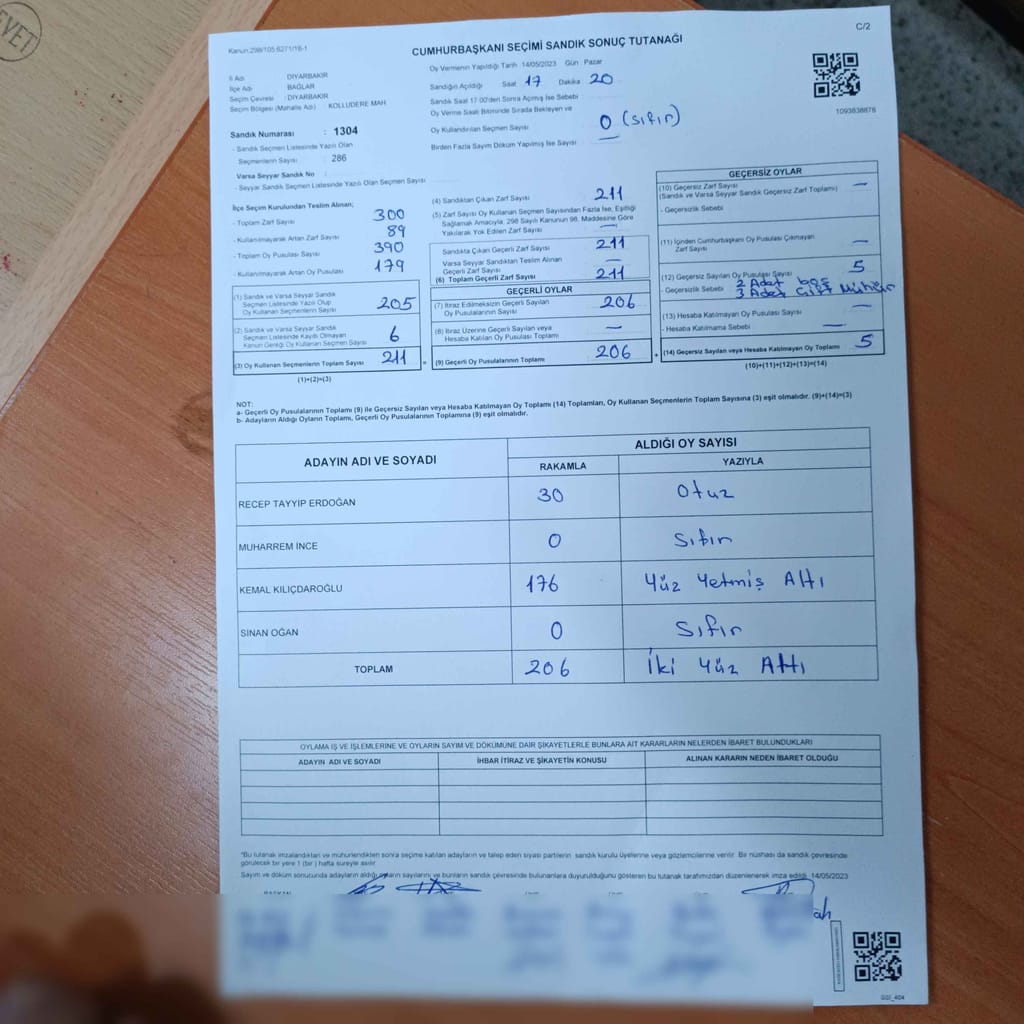 EVET
C/2
Kanun:298/105 6271/16-1
CUMHURBAŞKANI SEÇİMİ SANDIK SONUÇ TUTANAĞI
Oy Vermenin Yapıldığı Tarih :14/05/2023 Gün : Pazar
İl Adı : DİYARBAKIR
İlçe Adı : BAĞLAR
Seçim Çevresi : DİYARBAKIR
Seçim Bölgesi (Mahalle Adı) KOLLUDERE MAH.
Sandığın Açıldığı Saat 17 Dakika 20
Sandık Saat 17.00'den Sonra Açmış İse Sebebi
Oy Verme Saati Bitiminde Sırada Bekleyen ve
Oy Kullandırılan Seçmen Sayısı 0 (Sıfır)
Birden Fazla Sayım Döküm Yapılmış İse Sayısı
1093838878
Sandık Numarası : 1304
- Sandık Seçmen Listesinde Yazılı Olan
Seçmenlerin Sayısı : 286
Varsa Seyyar Sandık No :
- Seyyar Sandık Seçmen Listesinde Yazılı Olan Seçmen Sayısı
İlçe Seçim Kurulundan Teslim Alınan;
- Toplam Zarf Sayısı 300
- Kullanılmayarak Artan Zarf Sayısı 89
- Toplam Oy Pusulası Sayısı 390
- Kullanılmayarak Artan Oy Pusulası 179
(1) Sandık ve Varsa Seyyar Sandık
Seçmen Listesinde Yazılı Olup
Oy Kullanan Seçmenlerin Sayısı 205
(2) Sandık ve Varsa Seyyar Sandık
Seçmen Listesinde Kaydı Olmayan
Kanun Gereği Oy Kullanan Seçmen Sayısı 6
(3) Oy Kullanan Seçmenlerin Toplam Sayısı 211 =
(1)+(2)=(3)
(4) Sandıktan Çıkan Zarf Sayısı 211
(5) Zarf Sayısı Oy Kullanan Seçmen Sayısından Fazla İse, Eşitliği
Sağlamak Amacıyla; 298 Sayılı Kanunun 98. Maddesine Göre
Yakılarak Yok Edilen Zarf Sayısı —
Sandıkta Çıkan Geçerli Zarf Sayısı 211
Varsa Seyyar Sandıktan Teslim Alınan
Geçerli Zarf Sayısı —
(6) Toplam Geçerli Zarf Sayısı 211
GEÇERLİ OYLAR
(7) İtiraz Edilmeksizin Geçerli Sayılan
Oy Pusulalarının Sayısı 206
(8) İtiraz Üzerine Geçerli Sayılan veya
Hesaba Katılan Oy Pusulası Toplamı —
(9) Geçerli Oy Pusulalarının Toplamı 206 +
GEÇERSİZ OYLAR
(10) Geçersiz Zarf Sayısı —
(Sandık ve Varsa Seyyar Sandık Geçersiz Zarf Toplamı)
- Geçersizlik Sebebi
(11) İçinden Cumhurbaşkanı Oy Pusulası Çıkmayan
Zarf Sayısı —
(12) Geçersiz Sayılan Oy Pusulası Sayısı 5
- Geçersizlik Sebebi 2 Adet boş
3 Adet Çift Mühür
(13) Hesaba Katılmayan Oy Pusulası Sayısı —
- Hesaba Katılmama Sebebi —
(14) Geçersiz Sayılan veya Hesaba Katılmayan Oy Toplamı 5
(10)+(11)+(12)+(13)=(14)
NOT:
a- Geçerli Oy Pusulalarının Toplamı (9) ile Geçersiz Sayılan veya Hesaba Katılmayan Oy Toplamı (14) Toplamları, Oy Kullanan Seçmenlerin Toplam Sayısına (3) eşit olmalıdır. (9)+(14)=(3)
b- Adayların Aldığı Oyların Toplamı, Geçerli Oy Pusulalarının Toplamına (9) eşit olmalıdır.
ADAYIN ADI VE SOYADI
ALDIĞI OY SAYISI
RAKAMLA YAZIYLA
RECEP TAYYIP ERDOĞAN 30 Otuz
MUHARREM İNCE 0 Sıfır
KEMAL KILIÇDAROĞLU 176 Yüz Yetmiş Altı
SİNAN OĞAN 0 Sıfır
TOPLAM 206 İki Yüz Altı
OYLAMA İŞ VE İŞLEMLERİNE VE OYLARIN SAYIM VE DÖKÜMÜNE DAİR ŞİKAYETLERLE BUNLARA AİT KARARLARIN NELERDEN İBARET BULUNDUKLARI
ADAYIN ADI VE SOYADI İHBAR İTİRAZ VE ŞİKAYETİN KONUSU ALINAN KARARIN NEDEN İBARET OLDUĞU
"Bu tutanak imzalandıktan ve mühürlendikten sonra seçime katılan adayların ve talep eden siyasi partilerin sandık kurulu üyelerine veya gözlemcilerine verilir. Bir nüshası da sandık çevresinde
görülecek bir yere 1 (bir ) hafta süreyle asılır
Sayım ve döküm sonucunda adayların aldığı oyların sayılarını ve bunların sandık çevresinde bulunanlara duyurulduğunu gösteren bu tutanak tarafımızdan düzenlenerek imza edildi. 14/05/2023
BAŞKAN
ah
G01_404